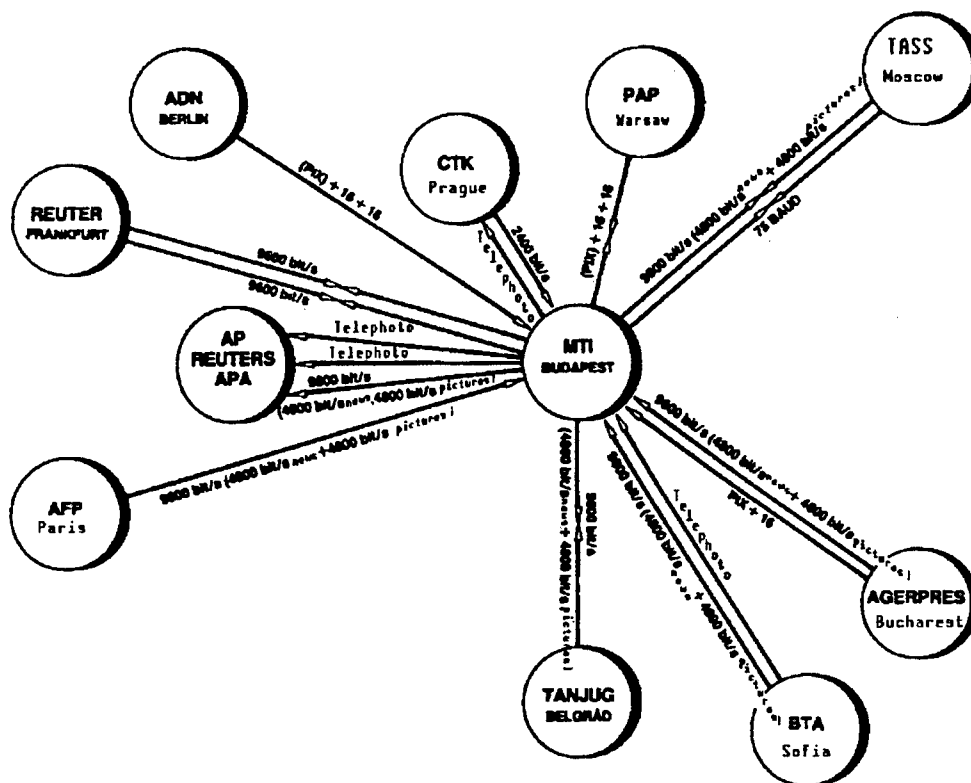 TASS
Moscow
ADN
BERLIN
PAP
Warsaw
CTK
Prague
REUTER
FRANKFURT
(PIX) + 16 + 16
(PIX) + 16 + 16
9600 bit/s (4800 bit/s news + 4800 bit/s pictures)
75 BAUD
2400 bit/s
Telephoto
9600 bit/s
9600 bit/s
AP
REUTERS
APA
Telephoto
Telephoto
9600 bit/s
(4800 bit/s news, 4800 bit/s pictures)
MTI
BUDAPEST
9600 bit/s (4800 bit/s news + 4800 bit/s pictures)
AFP
Paris
(4800 bit/s news + 4800 bit/s pictures)
9600 bit/s
9600 bit/s (4800 bit/s news + 4800 bit/s pictures)
Telephoto
9600 bit/s (4800 bit/s news + 4800 bit/s pictures)
PIX + 16
AGERPRES
Bucharest
TANJUG
BELGRÁD
BTA
Sofia